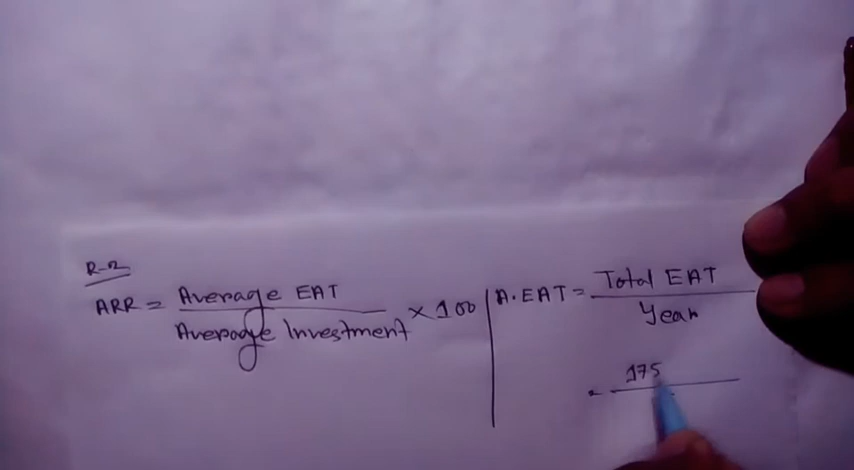 R-2
ARR = Average EAT / Average Investment × 100
A.EAT = Total EAT / Year
= 175